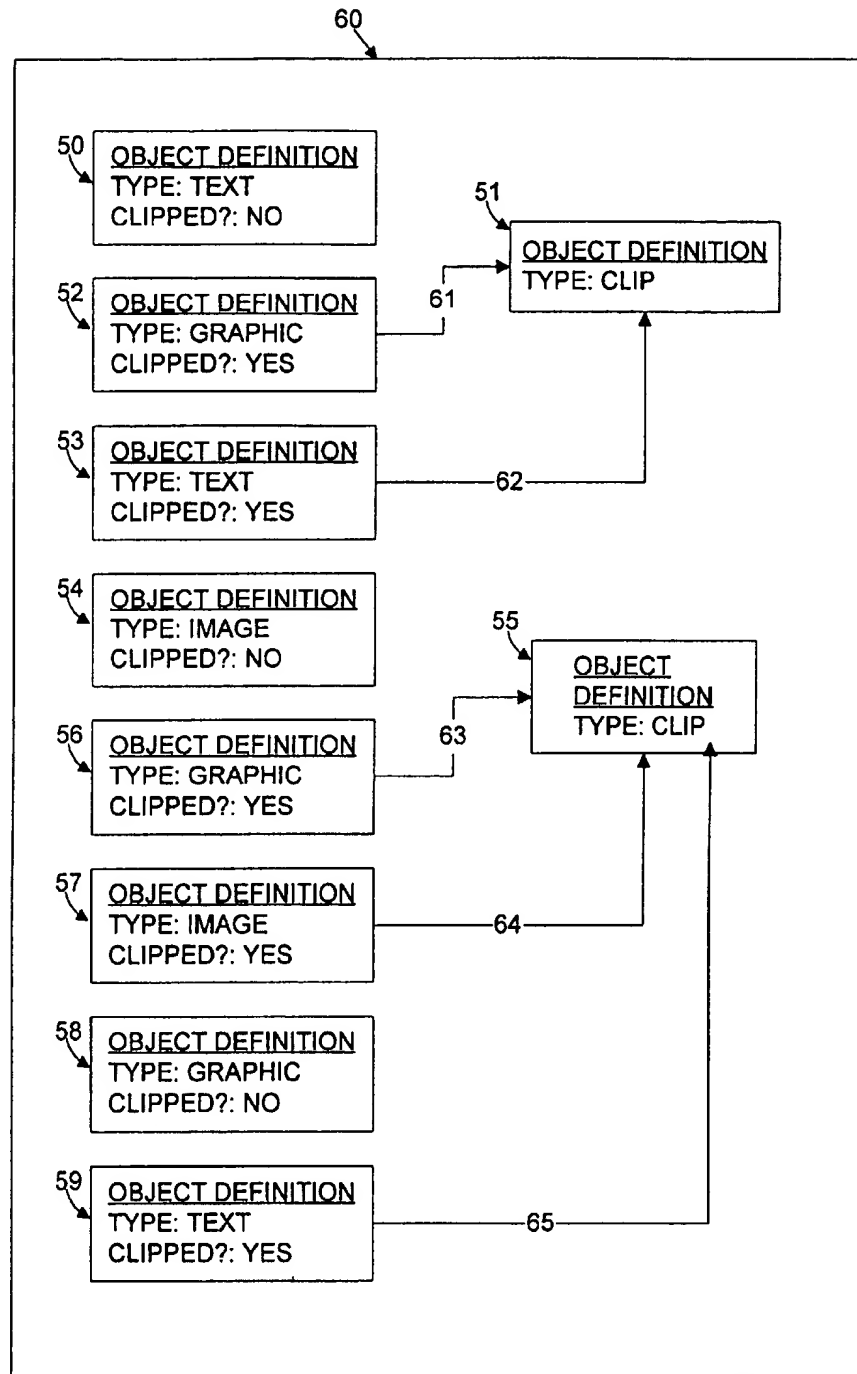 60
50
OBJECT DEFINITION
TYPE: TEXT
CLIPPED?: NO
51
OBJECT DEFINITION
TYPE: CLIP
52
OBJECT DEFINITION
TYPE: GRAPHIC
CLIPPED?: YES
61
53
OBJECT DEFINITION
TYPE: TEXT
CLIPPED?: YES
62
54
OBJECT DEFINITION
TYPE: IMAGE
CLIPPED?: NO
55
OBJECT
DEFINITION
TYPE: CLIP
56
OBJECT DEFINITION
TYPE: GRAPHIC
CLIPPED?: YES
63
57
OBJECT DEFINITION
TYPE: IMAGE
CLIPPED?: YES
64
58
OBJECT DEFINITION
TYPE: GRAPHIC
CLIPPED?: NO
59
OBJECT DEFINITION
TYPE: TEXT
CLIPPED?: YES
65